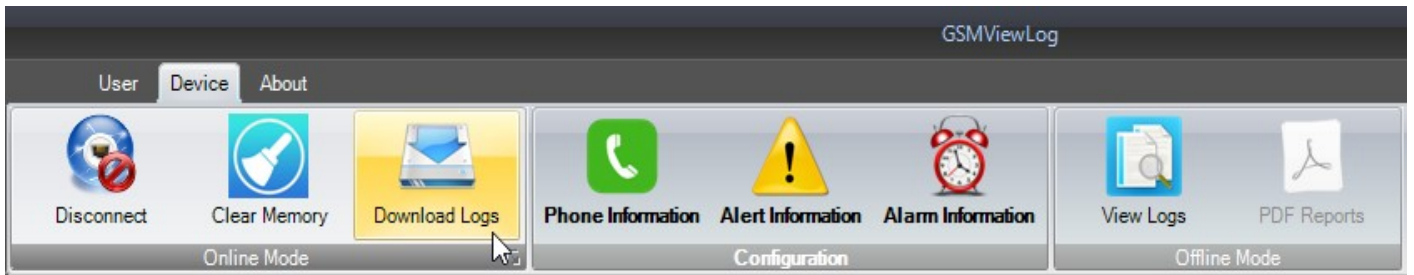 GSMViewLog
User Device About
Disconnect Clear Memory Download Logs Phone Information Alert Information Alarm Information View Logs PDF Reports
Online Mode Configuration Offline Mode